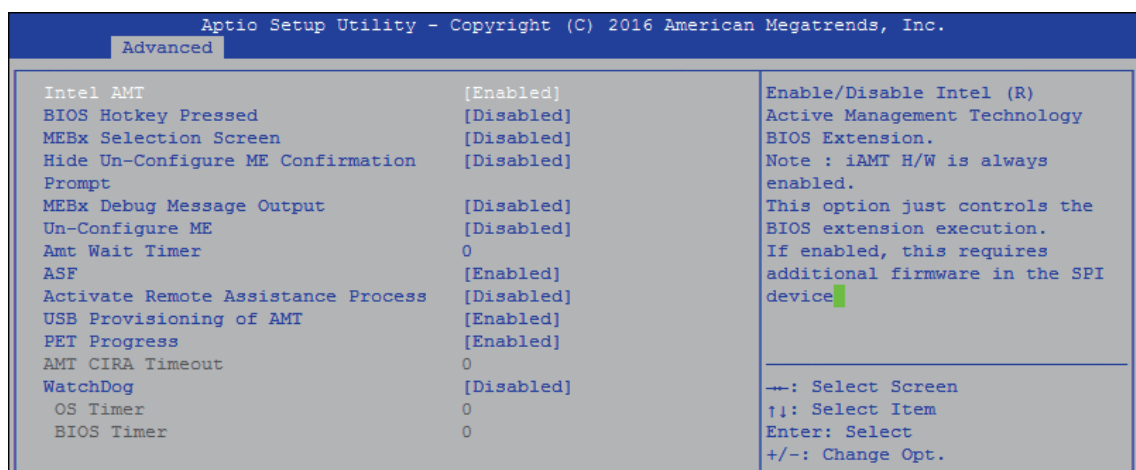 Aptio Setup Utility - Copyright (C) 2016 American Megatrends, Inc.
Advanced
Intel AMT [Enabled]
BIOS Hotkey Pressed [Disabled]
MEBx Selection Screen [Disabled]
Hide Un-Configure ME Confirmation [Disabled]
Prompt
MEBx Debug Message Output [Disabled]
Un-Configure ME [Disabled]
Amt Wait Timer 0
ASF [Enabled]
Activate Remote Assistance Process [Disabled]
USB Provisioning of AMT [Enabled]
PET Progress [Enabled]
AMT CIRA Timeout 0
WatchDog [Disabled]
OS Timer 0
BIOS Timer 0
Enable/Disable Intel (R)
Active Management Technology
BIOS Extension.
Note : iAMT H/W is always
enabled.
This option just controls the
BIOS extension execution.
If enabled, this requires
additional firmware in the SPI
device
→←: Select Screen
↑↓: Select Item
Enter: Select
+/-: Change Opt.